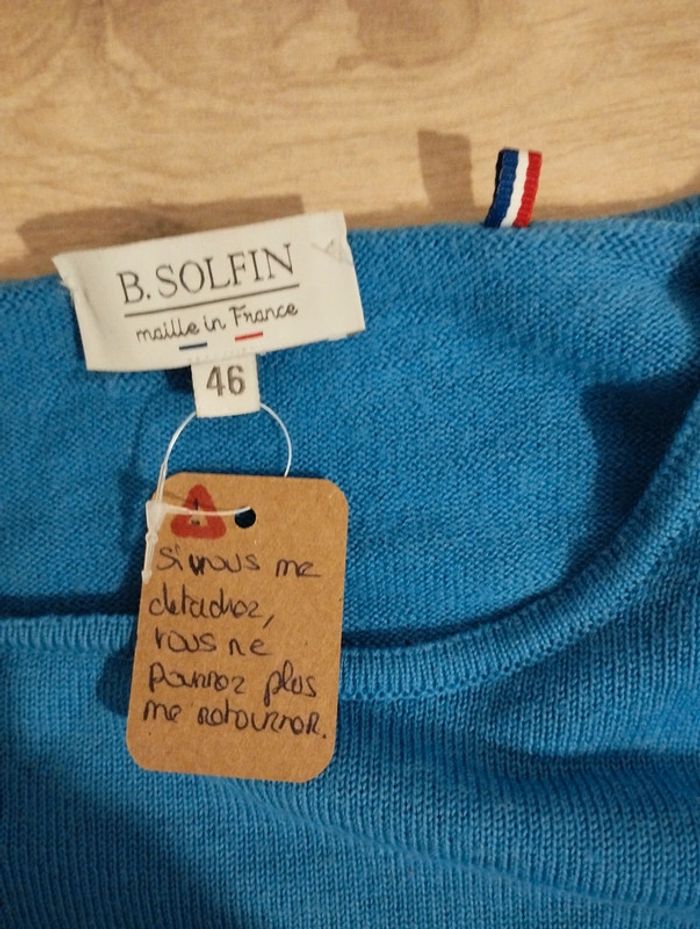 B. SOLFIN
maille in France
46
si vous me
détachez,
vous ne
pourrez plus
me retourner.